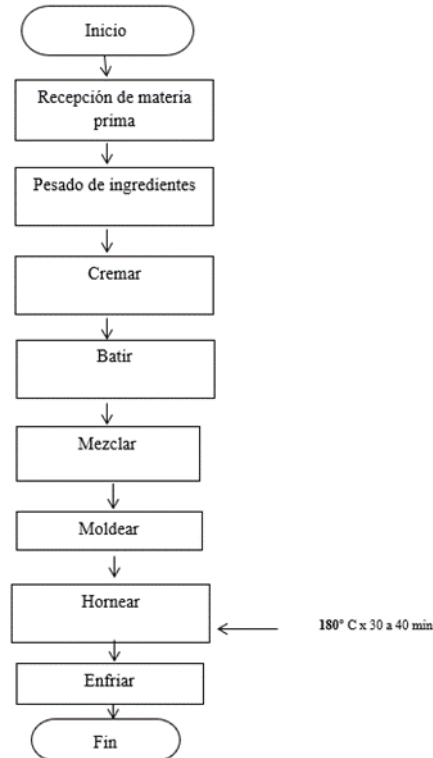 Inicio
Recepción de materia
prima
Pesado de ingredientes
Cremar
Batir
Mezclar
Moldear
Hornear
180° C x 30 a 40 min
Enfriar
Fin